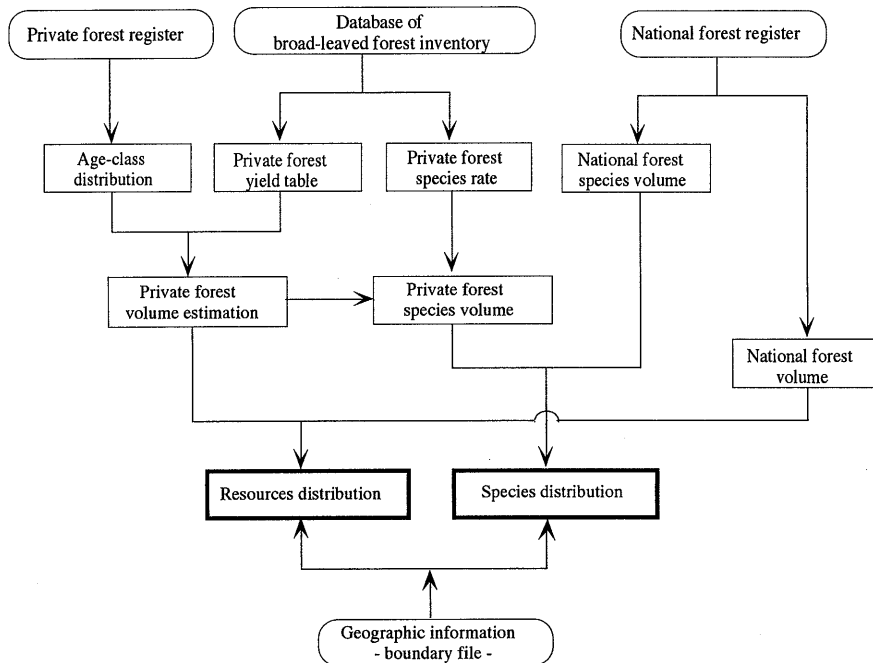 Private forest register
Database of
broad-leaved forest inventory
National forest register
Age-class
distribution
Private forest
yield table
Private forest
species rate
National forest
species volume
Private forest
volume estimation
Private forest
species volume
National forest
volume
Resources distribution
Species distribution
Geographic information
- boundary file -